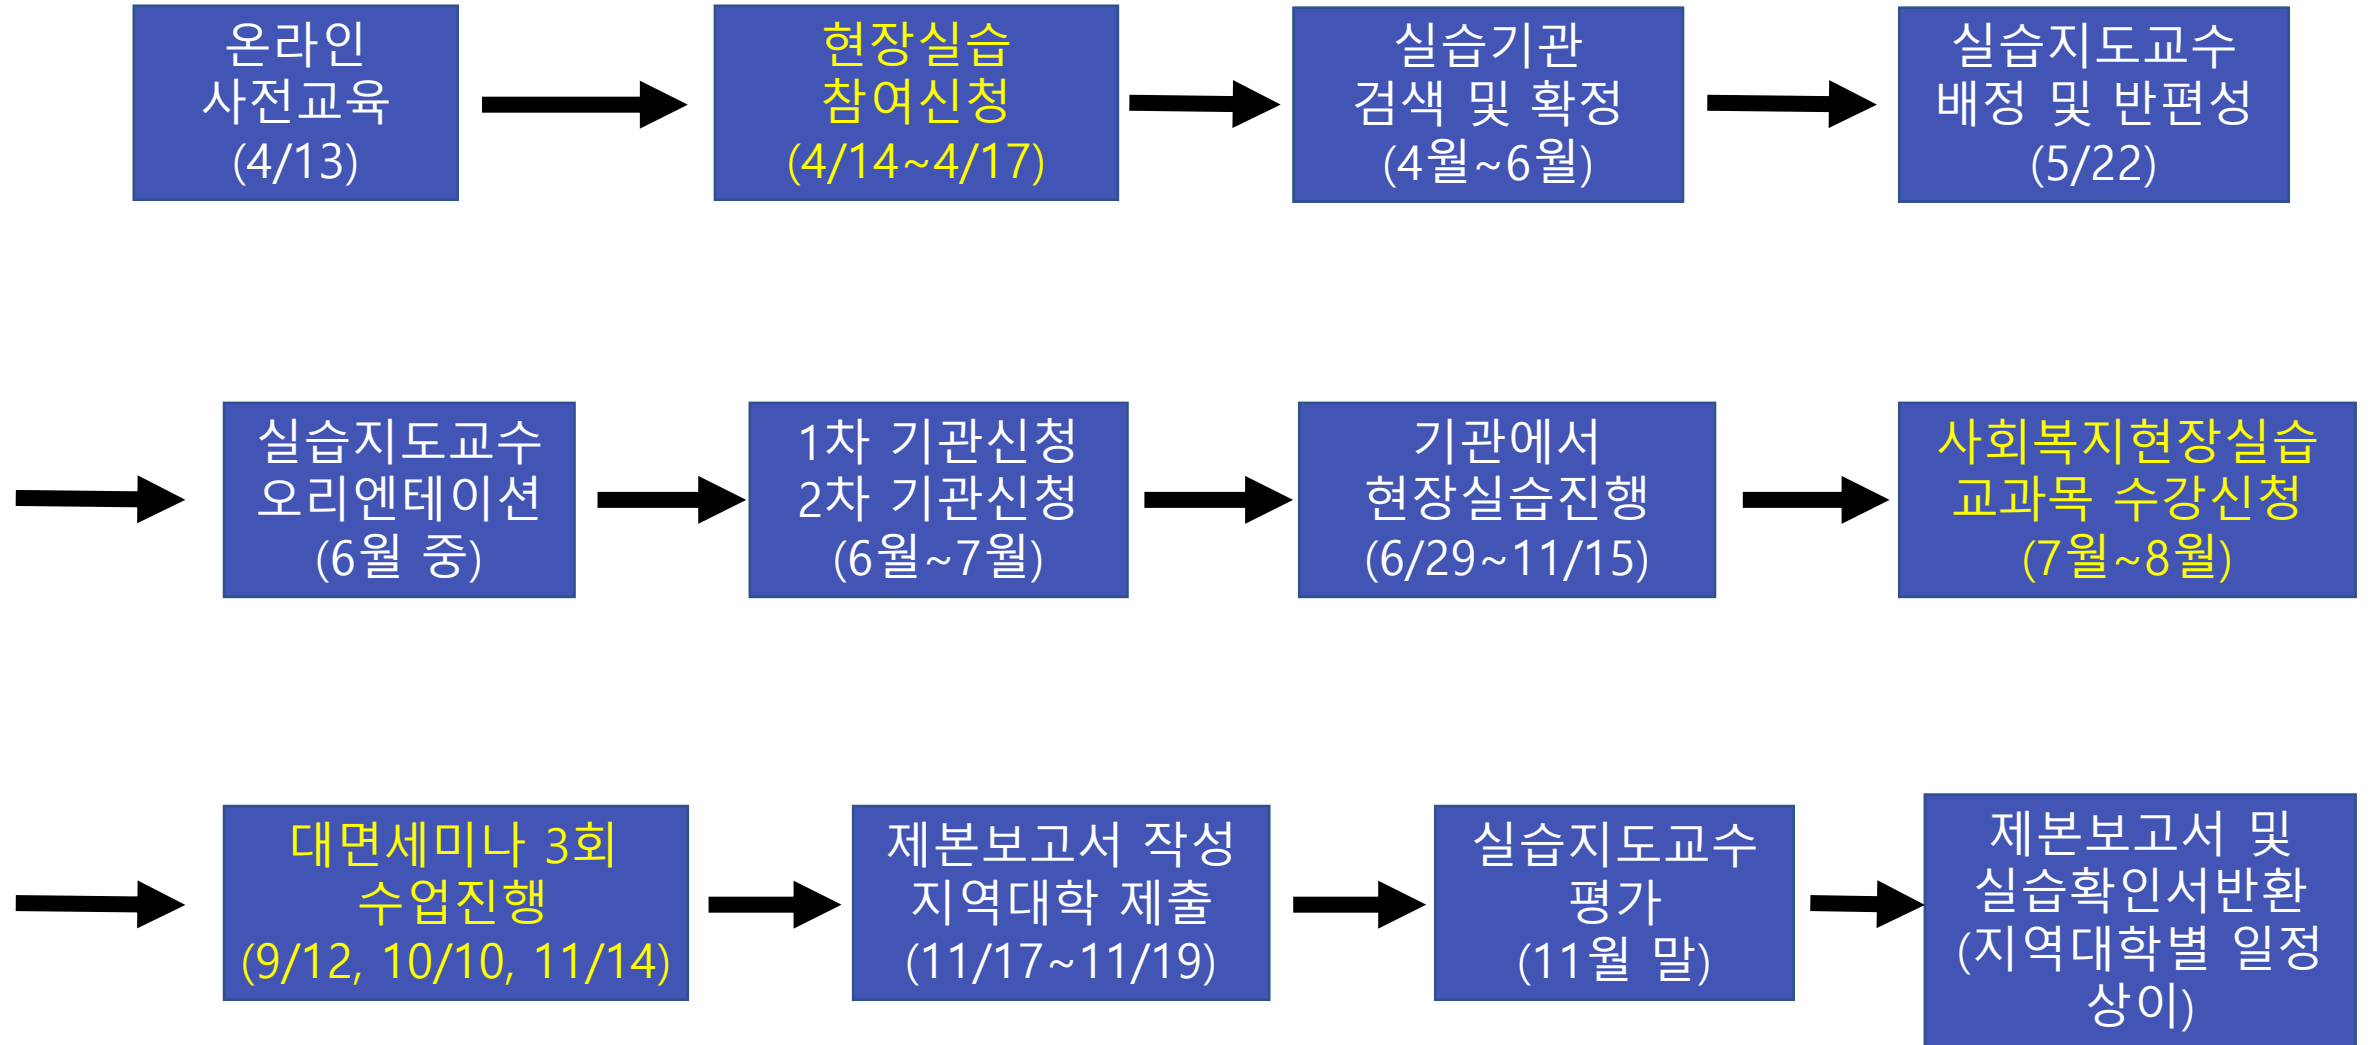 온라인
사전교육
(4/13)
현장실습
참여신청
(4/14~4/17)
실습기관
검색 및 확정
(4월~6월)
실습지도교수
배정 및 반편성
(5/22)
실습지도교수
오리엔테이션
(6월 중)
1차 기관신청
2차 기관신청
(6월~7월)
기관에서
현장실습진행
(6/29~11/15)
사회복지현장실습
교과목 수강신청
(7월~8월)
대면세미나 3회
수업진행
(9/12, 10/10, 11/14)
제본보고서 작성
지역대학 제출
(11/17~11/19)
실습지도교수
평가
(11월 말)
제본보고서 및
실습확인서반환
(지역대학별 일정
상이)